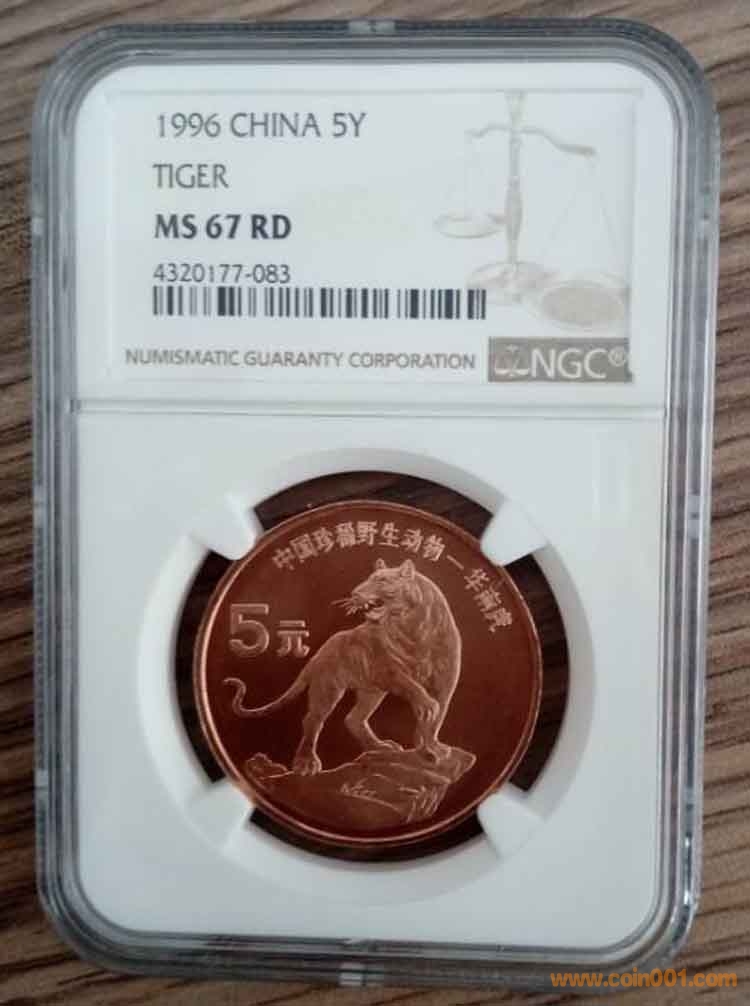 1996 CHINA 5Y
TIGER
MS 67 RD
4320177-083
NUMISMATIC GUARANTY CORPORATION
NGC®
中国珍稀野生动物—华南虎
5元
www.coin001.com